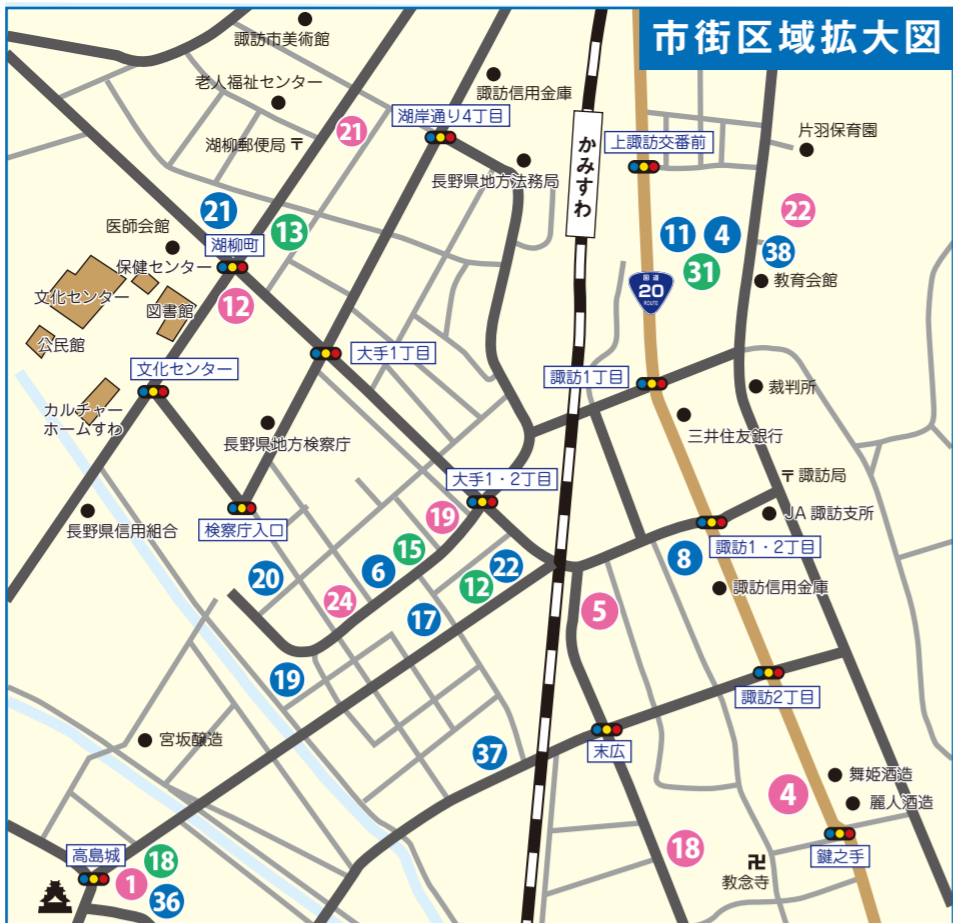 市街区域拡大図
諏訪市美術館
老人福祉センター
諏訪信用金庫
湖岸通り4丁目
21
湖柳郵便局 〒
かみすわ
上諏訪交番前
片羽保育園
長野県地方法務局
22
21
13
11
4
38
医師会館
湖柳町
31
保健センター
教育会館
文化センター
12
国道
20
ROUTE
図書館
公民館
大手1丁目
文化センター
諏訪1丁目
裁判所
カルチャー
ホームすわ
三井住友銀行
長野県地方検察庁
大手1・2丁目
〒 諏訪局
19
JA 諏訪支所
長野県信用組合
検察庁入口
諏訪1・2丁目
15
8
20
6
22
12
諏訪信用金庫
24
17
5
19
諏訪2丁目
宮坂醸造
37
末広
舞姫酒造
4
麗人酒造
高島城
18
18
鍵之手
1
卍
教念寺
36